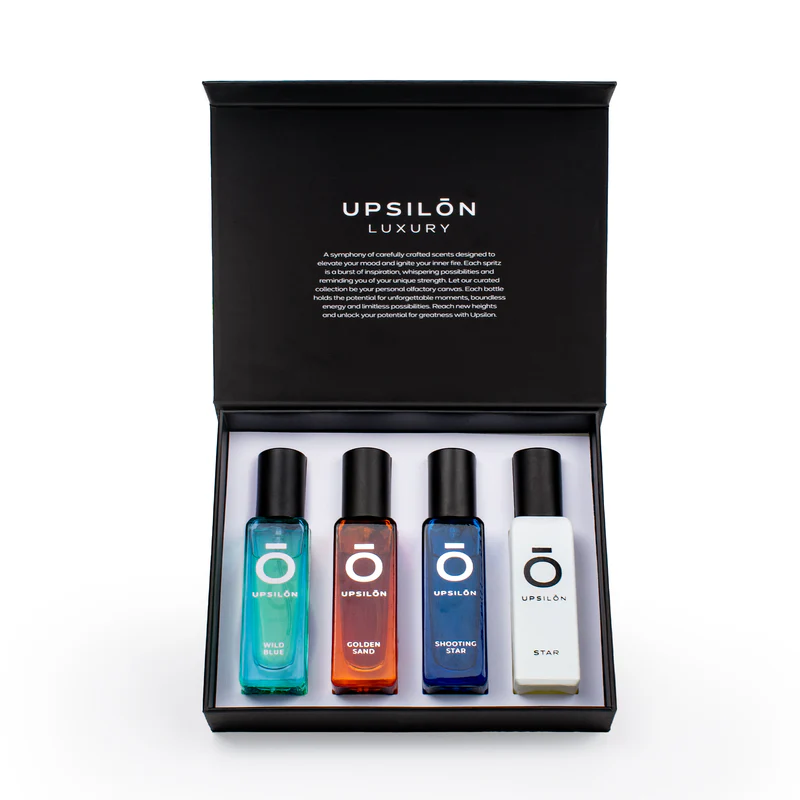 UPSILŌN
LUXURY
A symphony of carefully crafted scents designed to
elevate your mood and ignite your inner fire. Each spritz
is a burst of inspiration, whispering possibilities and
reminding you of your unique strength. Let our curated
collection be your personal olfactory canvas. Each bottle
holds the potential for unforgettable moments, boundless
energy and limitless possibilities. Reach new heights
and unlock your potential for greatness with Upsilon.
Ō
UPSILŌN
WILD
BLUE
Ō
UPSILŌN
GOLDEN
SAND
Ō
UPSILŌN
SHOOTING
STAR
Ō
UPSILŌN
STAR